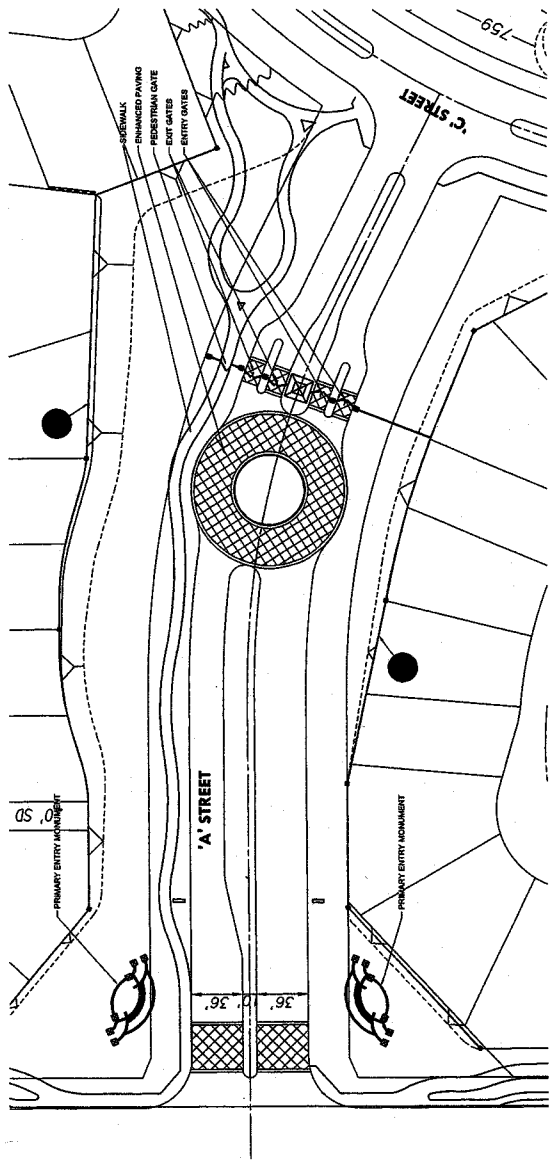 759
'C' STREET
SIDEWALK
ENHANCED PAVING
PEDESTRIAN GATE
EXIT GATES
ENTRY GATES
'A' STREET
0' SD
PRIMARY ENTRY MONUMENT
PRIMARY ENTRY MONUMENT
36'
10'
36'